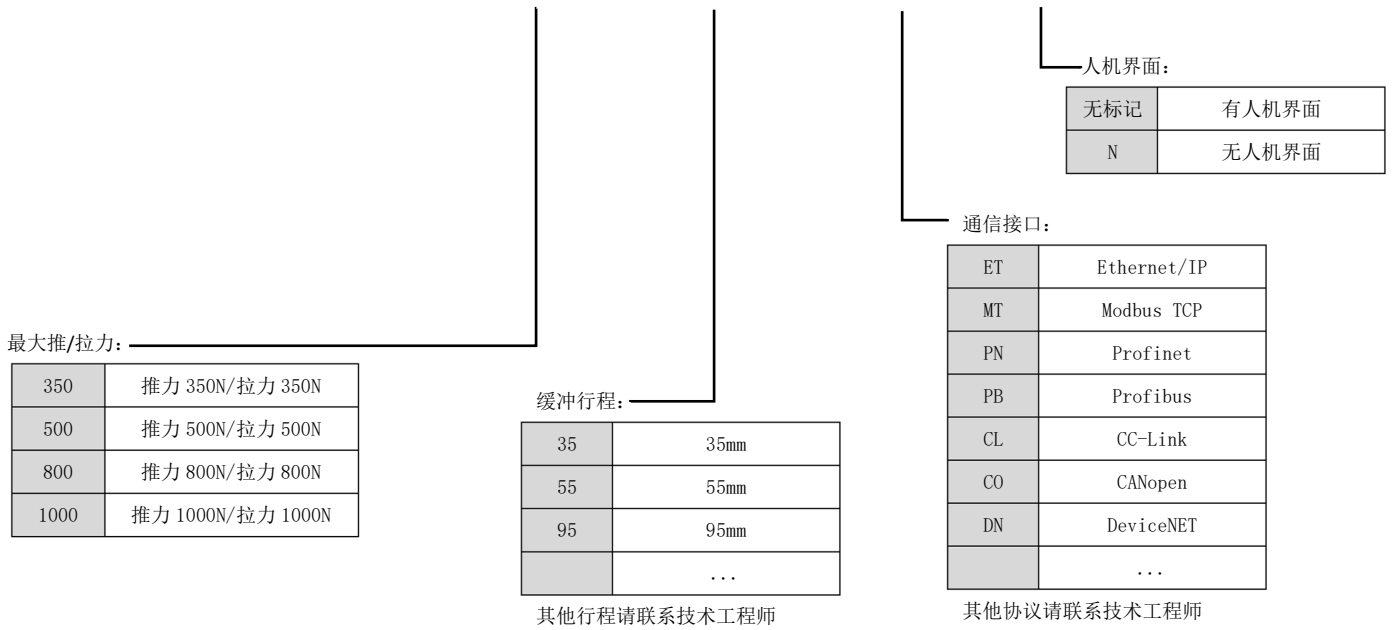 人机界面：
无标记 有人机界面
N 无人机界面
通信接口：
ET Ethernet/IP
MT Modbus TCP
PN Profinet
PB Profibus
CL CC-Link
CO CANopen
DN DeviceNET
...
其他协议请联系技术工程师
最大推/拉力：
350 推力 350N/拉力 350N
500 推力 500N/拉力 500N
800 推力 800N/拉力 800N
1000 推力 1000N/拉力 1000N
缓冲行程：
35 35mm
55 55mm
95 95mm
...
其他行程请联系技术工程师